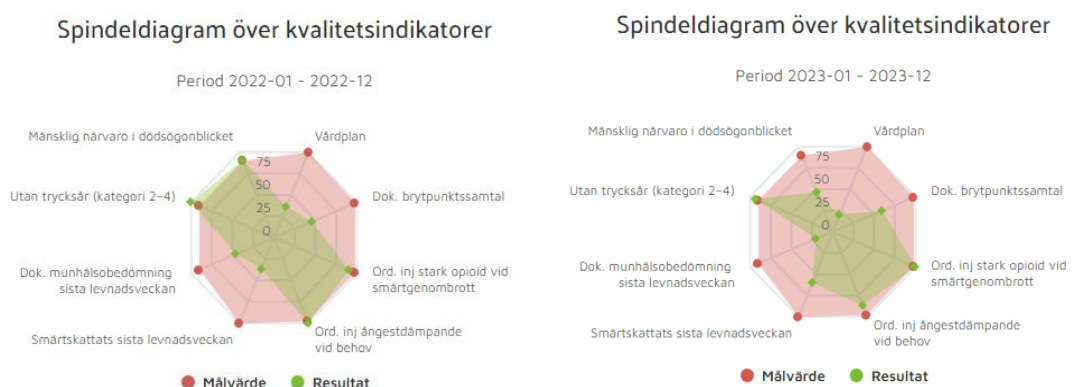 Spindeldiagram över kvalitetsindikatorer
Period 2022-01 - 2022-12
Mänsklig närvaro i dödsögonblicket
Vårdplan
75
Utan trycksår (kategori 2-4)
50
Dok. brytpunktssamtal
25
0
Dok. munhälsobedömning
sista levnadsveckan
Ord. inj stark opioid vid
smärtgenombrott
Smärtskattats sista levnadsveckan
Ord. inj ångestdämpande
vid behov
Målvärde
Resultat
Spindeldiagram över kvalitetsindikatorer
Period 2023-01 - 2023-12
Mänsklig närvaro i dödsögonblicket
Vårdplan
75
Utan trycksår (kategori 2-4)
50
Dok. brytpunktssamtal
25
0
Dok. munhälsobedömning
sista levnadsveckan
Ord. inj stark opioid vid
smärtgenombrott
Smärtskattats sista levnadsveckan
Ord. inj ångestdämpande
vid behov
Målvärde
Resultat